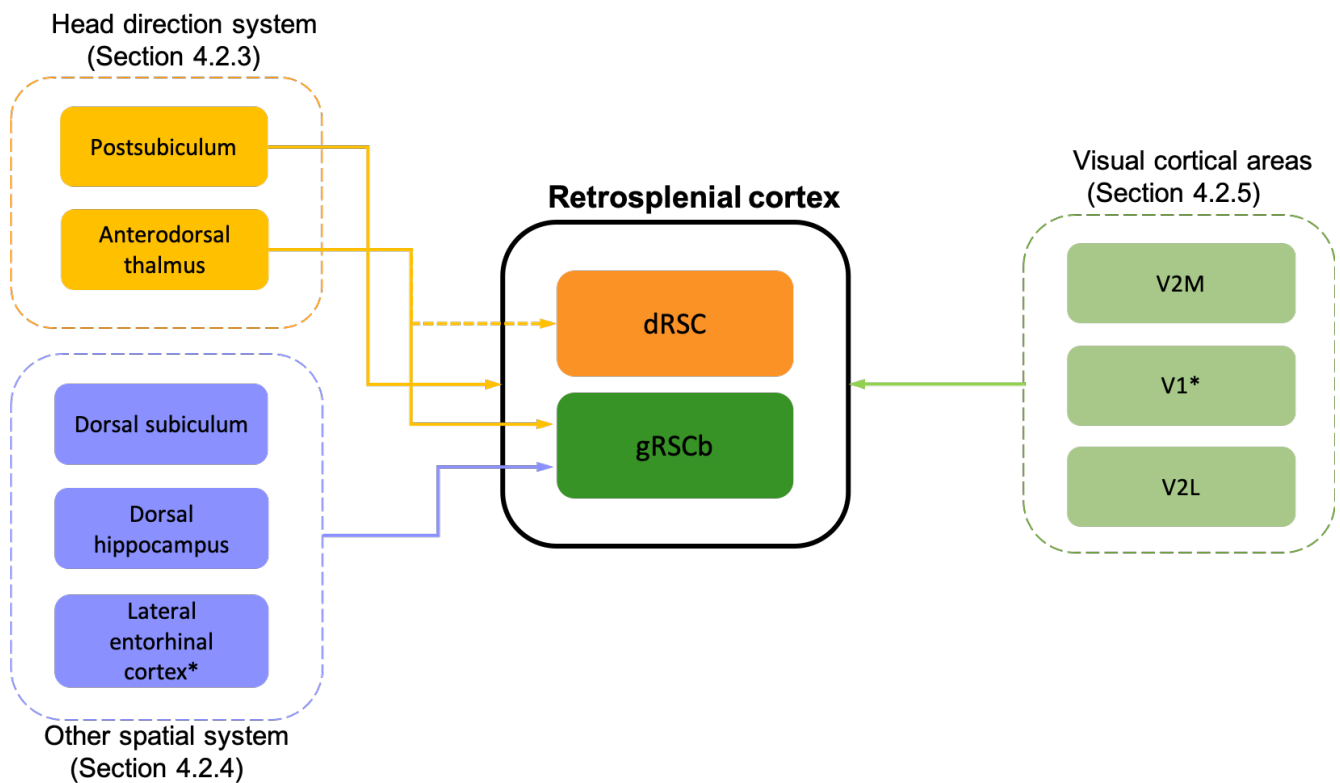 Head direction system
(Section 4.2.3)
Postsubiculum
Anterodorsal
thalmus
Dorsal subiculum
Dorsal
hippocampus
Lateral
entorhinal
cortex*
Other spatial system
(Section 4.2.4)
Retrosplenial cortex
dRSC
gRSCb
Visual cortical areas
(Section 4.2.5)
V2M
V1*
V2L